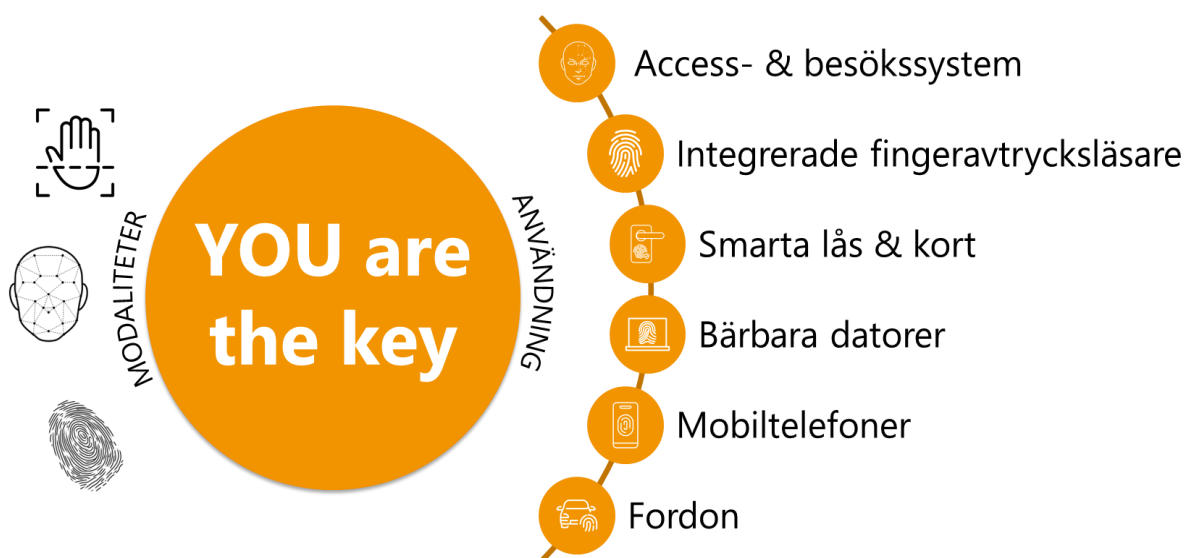 MODALITETER
YOU are
the key
ANVÄNDNING
Access- & besökssystem
Integrerade fingeravtrycksläsare
Smarta lås & kort
Bärbara datorer
Mobiltelefoner
Fordon